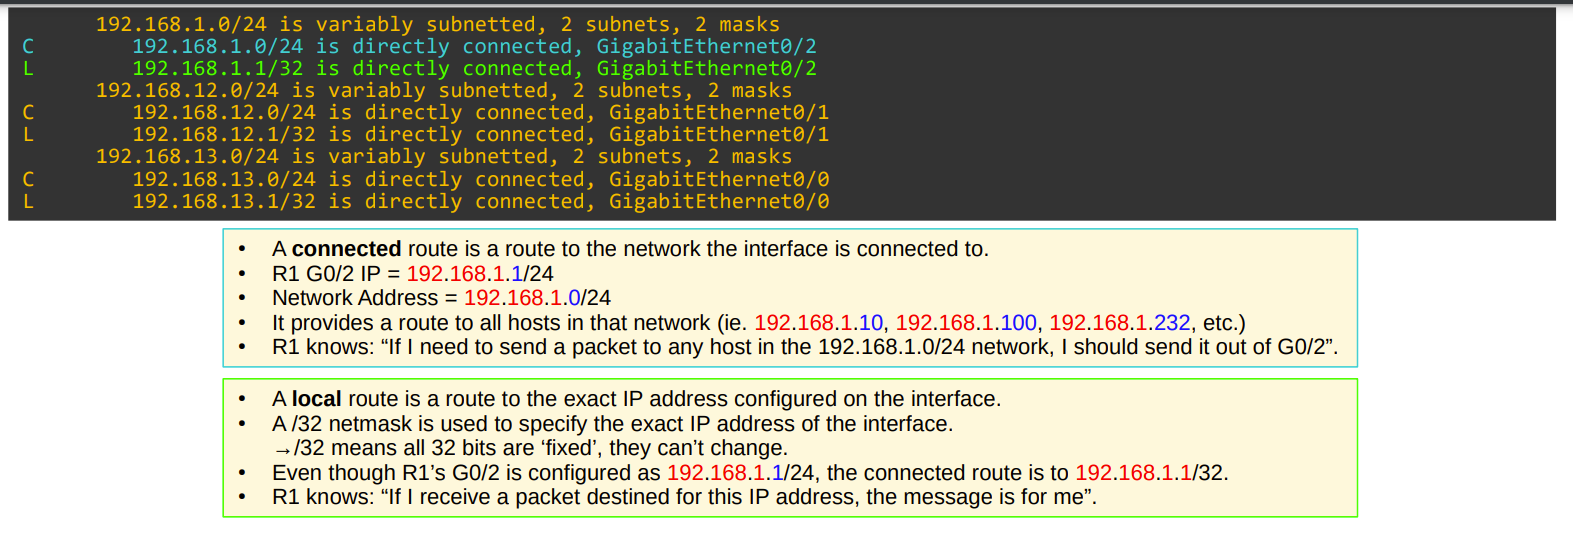 192.168.1.0/24 is variably subnetted, 2 subnets, 2 masks
C 192.168.1.0/24 is directly connected, GigabitEthernet0/2
L 192.168.1.1/32 is directly connected, GigabitEthernet0/2
192.168.12.0/24 is variably subnetted, 2 subnets, 2 masks
C 192.168.12.0/24 is directly connected, GigabitEthernet0/1
L 192.168.12.1/32 is directly connected, GigabitEthernet0/1
192.168.13.0/24 is variably subnetted, 2 subnets, 2 masks
C 192.168.13.0/24 is directly connected, GigabitEthernet0/0
L 192.168.13.1/32 is directly connected, GigabitEthernet0/0
• A connected route is a route to the network the interface is connected to.
• R1 G0/2 IP = 192.168.1.1/24
• Network Address = 192.168.1.0/24
• It provides a route to all hosts in that network (ie. 192.168.1.10, 192.168.1.100, 192.168.1.232, etc.)
• R1 knows: “If I need to send a packet to any host in the 192.168.1.0/24 network, I should send it out of G0/2”.
• A local route is a route to the exact IP address configured on the interface.
• A /32 netmask is used to specify the exact IP address of the interface.
→/32 means all 32 bits are ‘fixed’, they can’t change.
• Even though R1’s G0/2 is configured as 192.168.1.1/24, the connected route is to 192.168.1.1/32.
• R1 knows: “If I receive a packet destined for this IP address, the message is for me”.